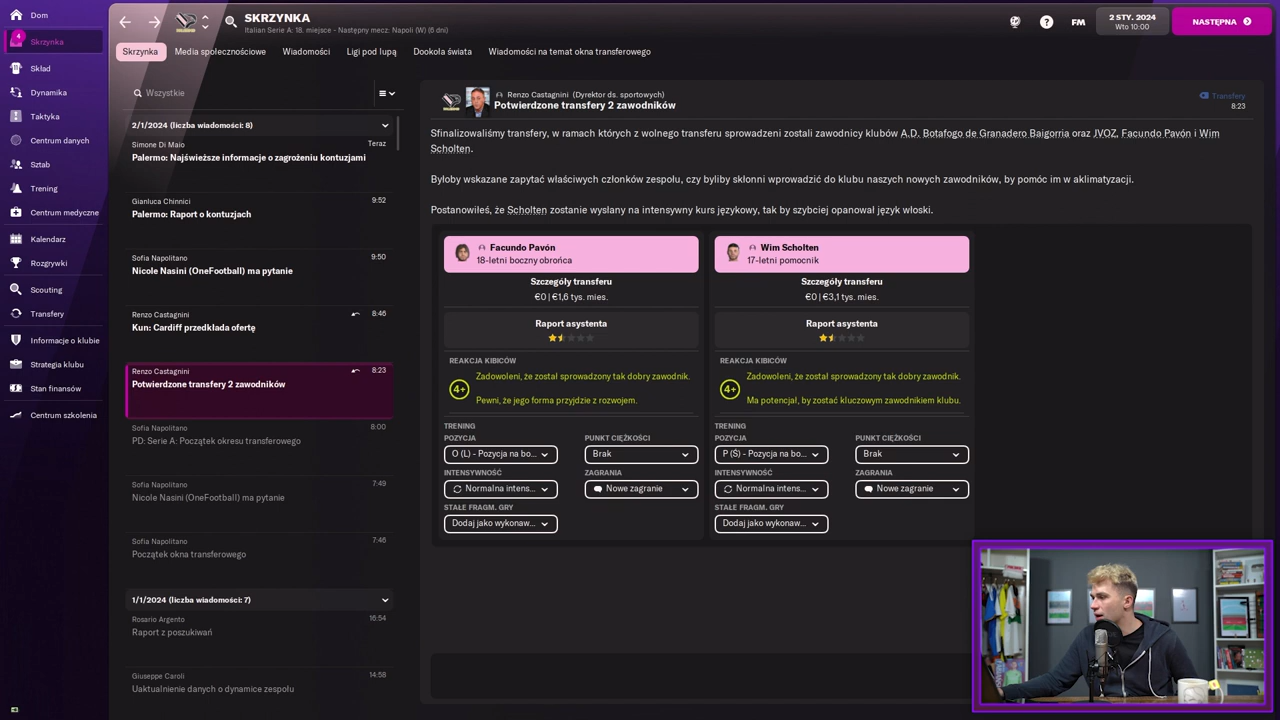 Dom
4
Skrzynka
Skład
Dynamika
Taktyka
Centrum danych
Sztab
Trening
Centrum medyczne
Kalendarz
Rozgrywki
Scouting
Transfery
Informacje o klubie
Strategia klubu
Stan finansów
Centrum szkolenia
SKRZYNKA
Italian Serie A: 18. miejsce - Następny mecz: Napoli (W) (6 dni)
?
FM
2 STY. 2024
Wto 10:00
NASTĘPNA
Skrzynka
Media społecznościowe
Wiadomości
Ligi pod lupą
Dookoła świata
Wiadomości na temat okna transferowego
Wszystkie
2/1/2024 (liczba wiadomości: 8)
Simone Di Maio
Teraz
Palermo: Najświeższe informacje o zagrożeniu kontuzjami
Gianluca Chinnici
9:52
Palermo: Raport o kontuzjach
Sofia Napolitano
9:50
Nicole Nasini (OneFootball) ma pytanie
Renzo Castagnini
8:46
Kun: Cardiff przedkłada ofertę
Renzo Castagnini
8:23
Potwierdzone transfery 2 zawodników
Sofia Napolitano
8:00
PD: Serie A: Początek okresu transferowego
Sofia Napolitano
7:49
Nicole Nasini (OneFootball) ma pytanie
Sofia Napolitano
7:46
Początek okna transferowego
1/1/2024 (liczba wiadomości: 7)
Rosario Argento
16:54
Raport z poszukiwań
Giuseppe Caroli
14:58
Uaktualnienie danych o dynamice zespołu
Renzo Castagnini (Dyrektor ds. sportowych)
Potwierdzone transfery 2 zawodników
Transfery
8:23
Sfinalizowaliśmy transfery, w ramach których z wolnego transferu sprowadzeni zostali zawodnicy klubów A.D. Botafogo de Granadero Baigorria oraz JVOZ, Facundo Pavón i Wim
Scholten.
Byłoby wskazane zapytać właściwych członków zespołu, czy byliby skłonni wprowadzić do klubu naszych nowych zawodników, by pomóc im w aklimatyzacji.
Postanowiłeś, że Scholten zostanie wysłany na intensywny kurs językowy, tak by szybciej opanował język włoski.
Facundo Pavón
18-letni boczny obrońca
Szczegóły transferu
€0 | €1,6 tys. mies.
Raport asystenta
REAKCJA KIBICÓW
4+
Zadowoleni, że został sprowadzony tak dobry zawodnik.
Pewni, że jego forma przyjdzie z rozwojem.
TRENING
POZYCJA
PUNKT CIĘŻKOŚCI
O (L) - Pozycja na bo...
Brak
INTENSYWNOŚĆ
ZAGRANIA
Normalna intens...
Nowe zagranie
STAŁE FRAGM. GRY
Dodaj jako wykonaw...
Wim Scholten
17-letni pomocnik
Szczegóły transferu
€0 | €3,1 tys. mies.
Raport asystenta
REAKCJA KIBICÓW
4+
Zadowoleni, że został sprowadzony tak dobry zawodnik.
Ma potencjał, by zostać kluczowym zawodnikiem klubu.
TRENING
POZYCJA
PUNKT CIĘŻKOŚCI
P (Ś) - Pozycja na bo...
Brak
INTENSYWNOŚĆ
ZAGRANIA
Normalna intens...
Nowe zagranie
STAŁE FRAGM. GRY
Dodaj jako wykonaw...